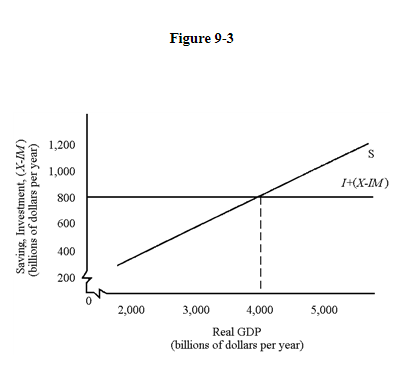 Figure 9-3
Saving, Investment, (X-IM)
(billions of dollars per year)
1,200
1,000
800
600
400
200
0
S
I+(X-IM)
2,000 3,000 4,000 5,000
Real GDP
(billions of dollars per year)